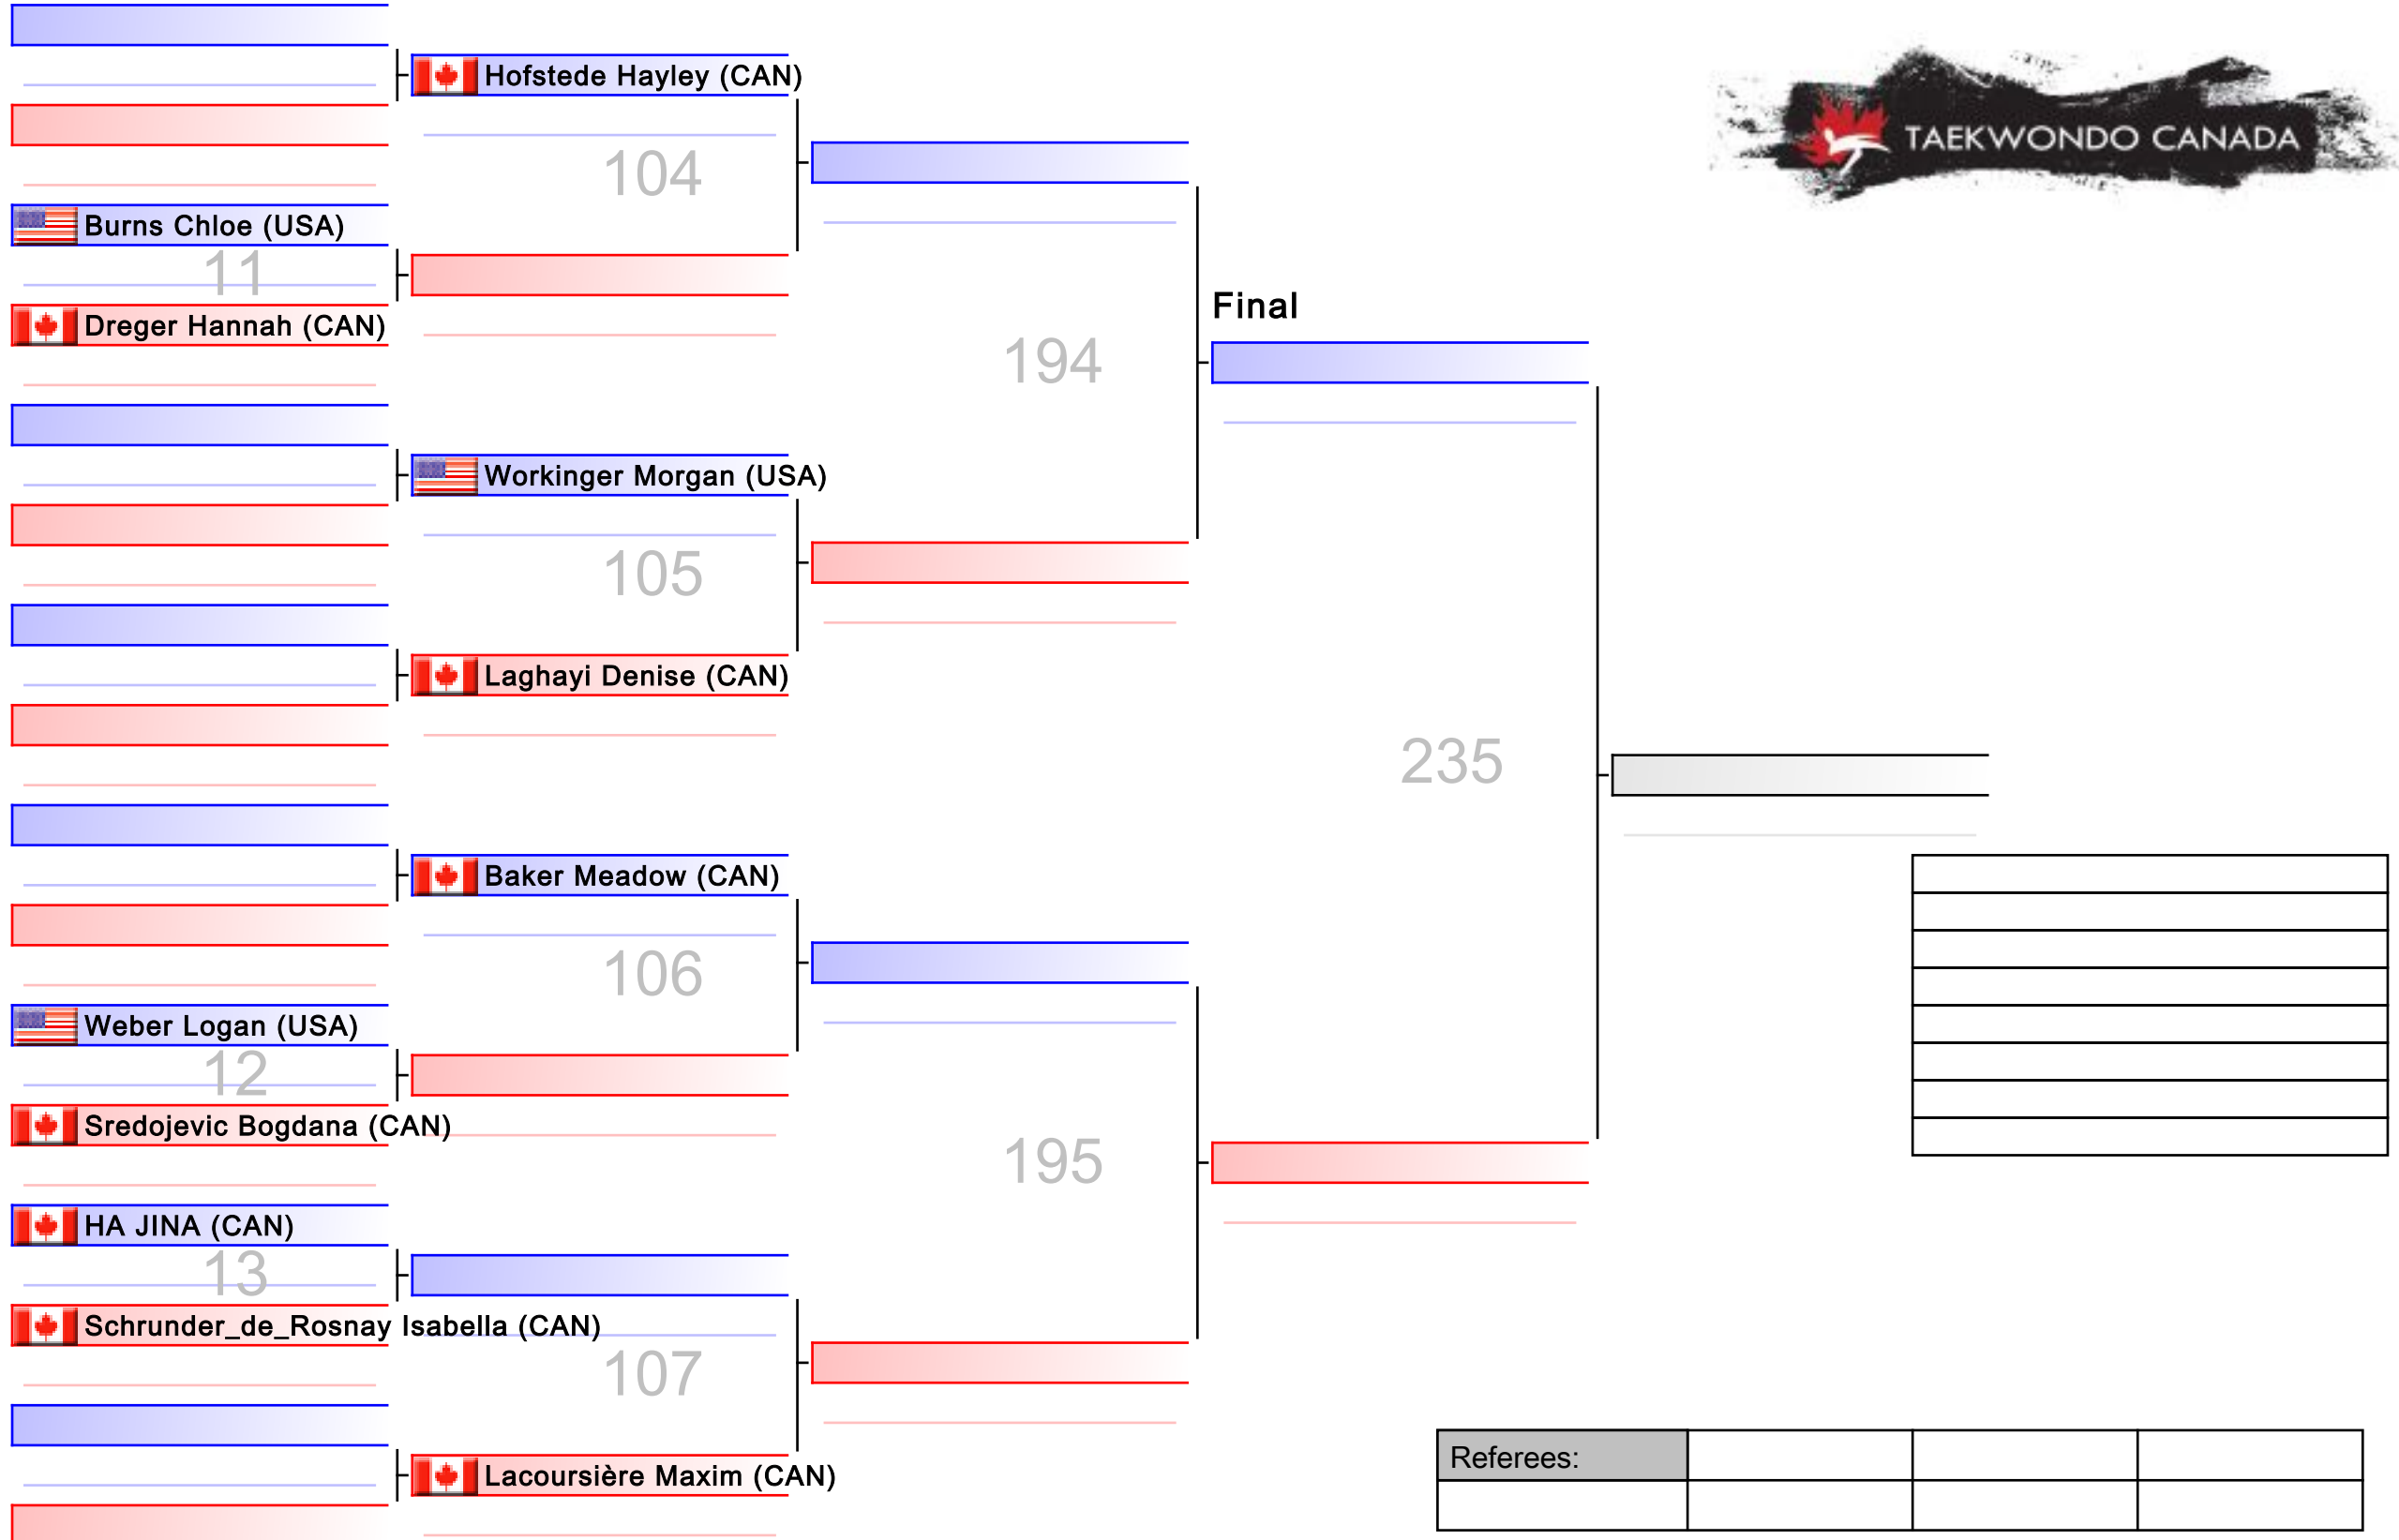 Hofstede Hayley (CAN)
TAEKWONDO CANADA
104
Burns Chloe (USA)
11
Dreger Hannah (CAN)
Final
194
Workinger Morgan (USA)
105
Laghayi Denise (CAN)
235
Baker Meadow (CAN)
106
Weber Logan (USA)
12
Sredojevic Bogdana (CAN)
195
HA JINA (CAN)
13
Schrunder_de_Rosnay Isabella (CAN)
107
Referees:
Lacoursière Maxim (CAN)